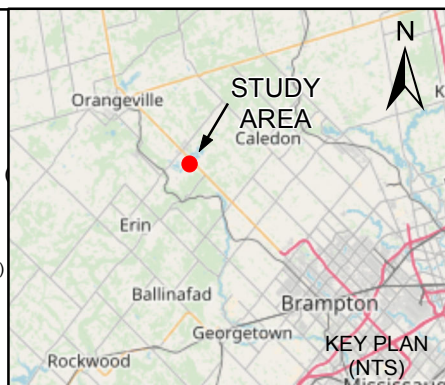 N
Orangeville
STUDY
AREA
Caledon
Erin
Ballinafad
Brampton
Georgetown
KEY PLAN
(NTS)
Rockwood